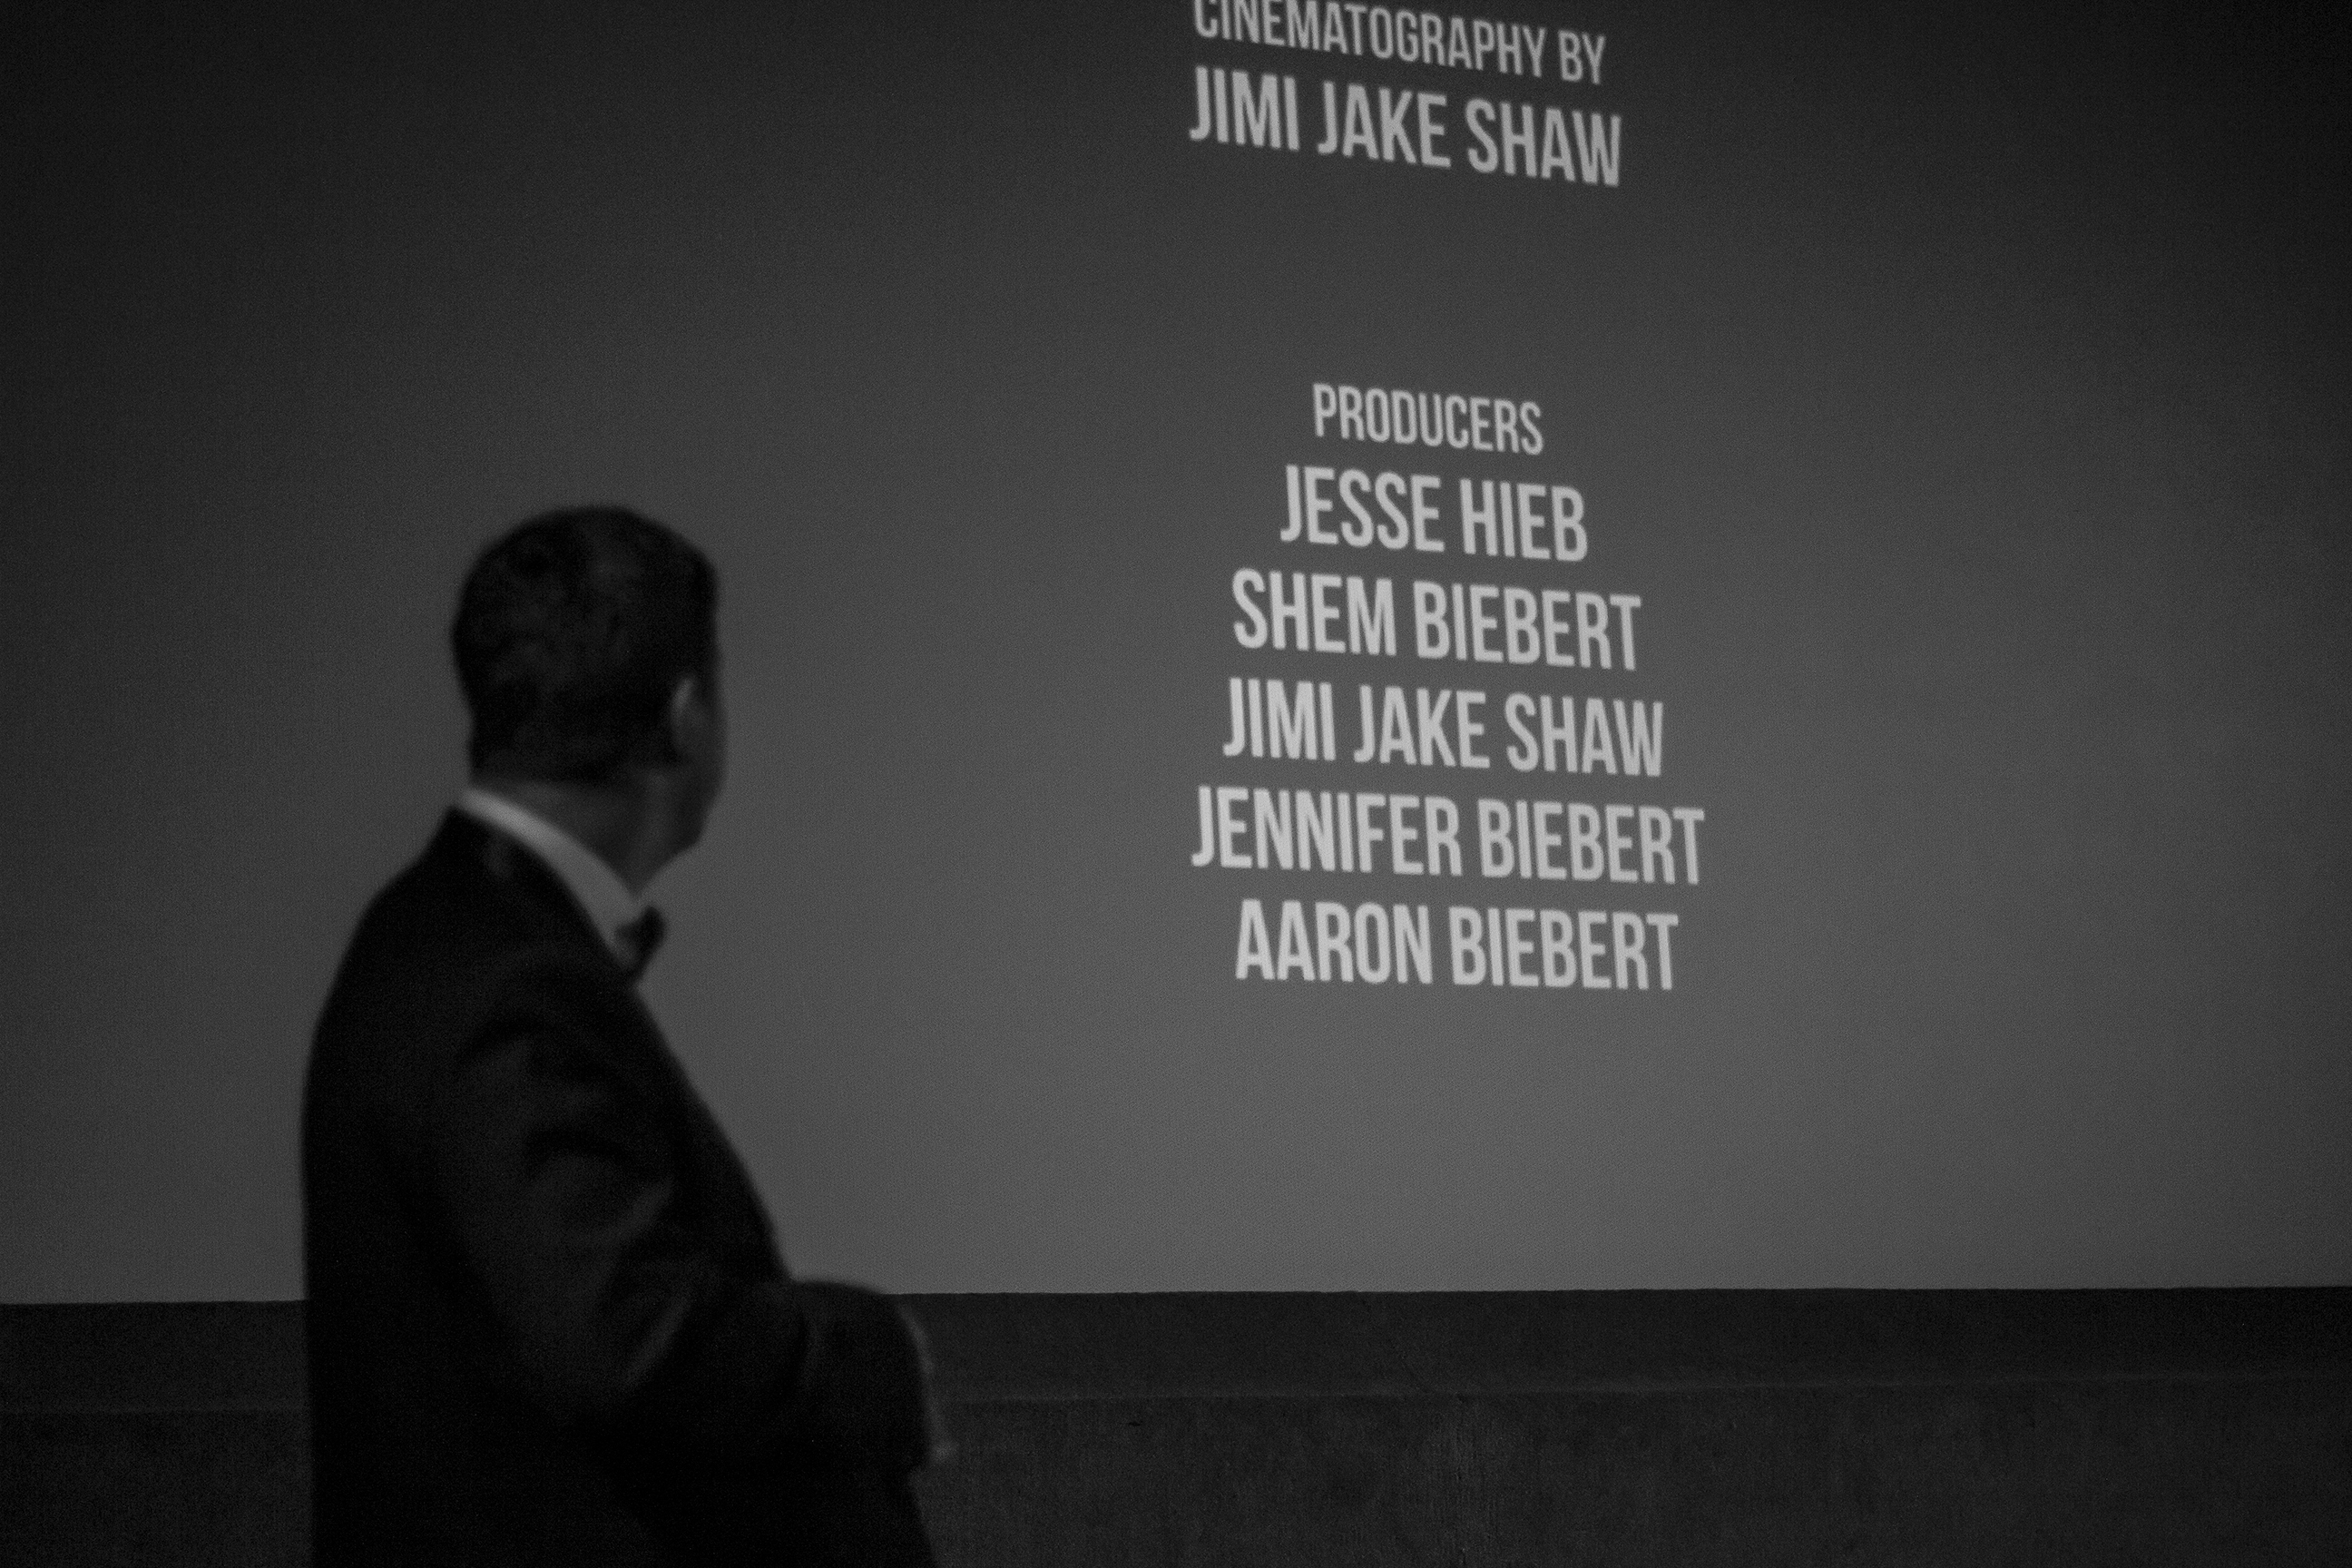 CINEMATOGRAPHY BY
JIMI JAKE SHAW
PRODUCERS
JESSE HIEB
SHEM BIEBERT
JIMI JAKE SHAW
JENNIFER BIEBERT
AARON BIEBERT